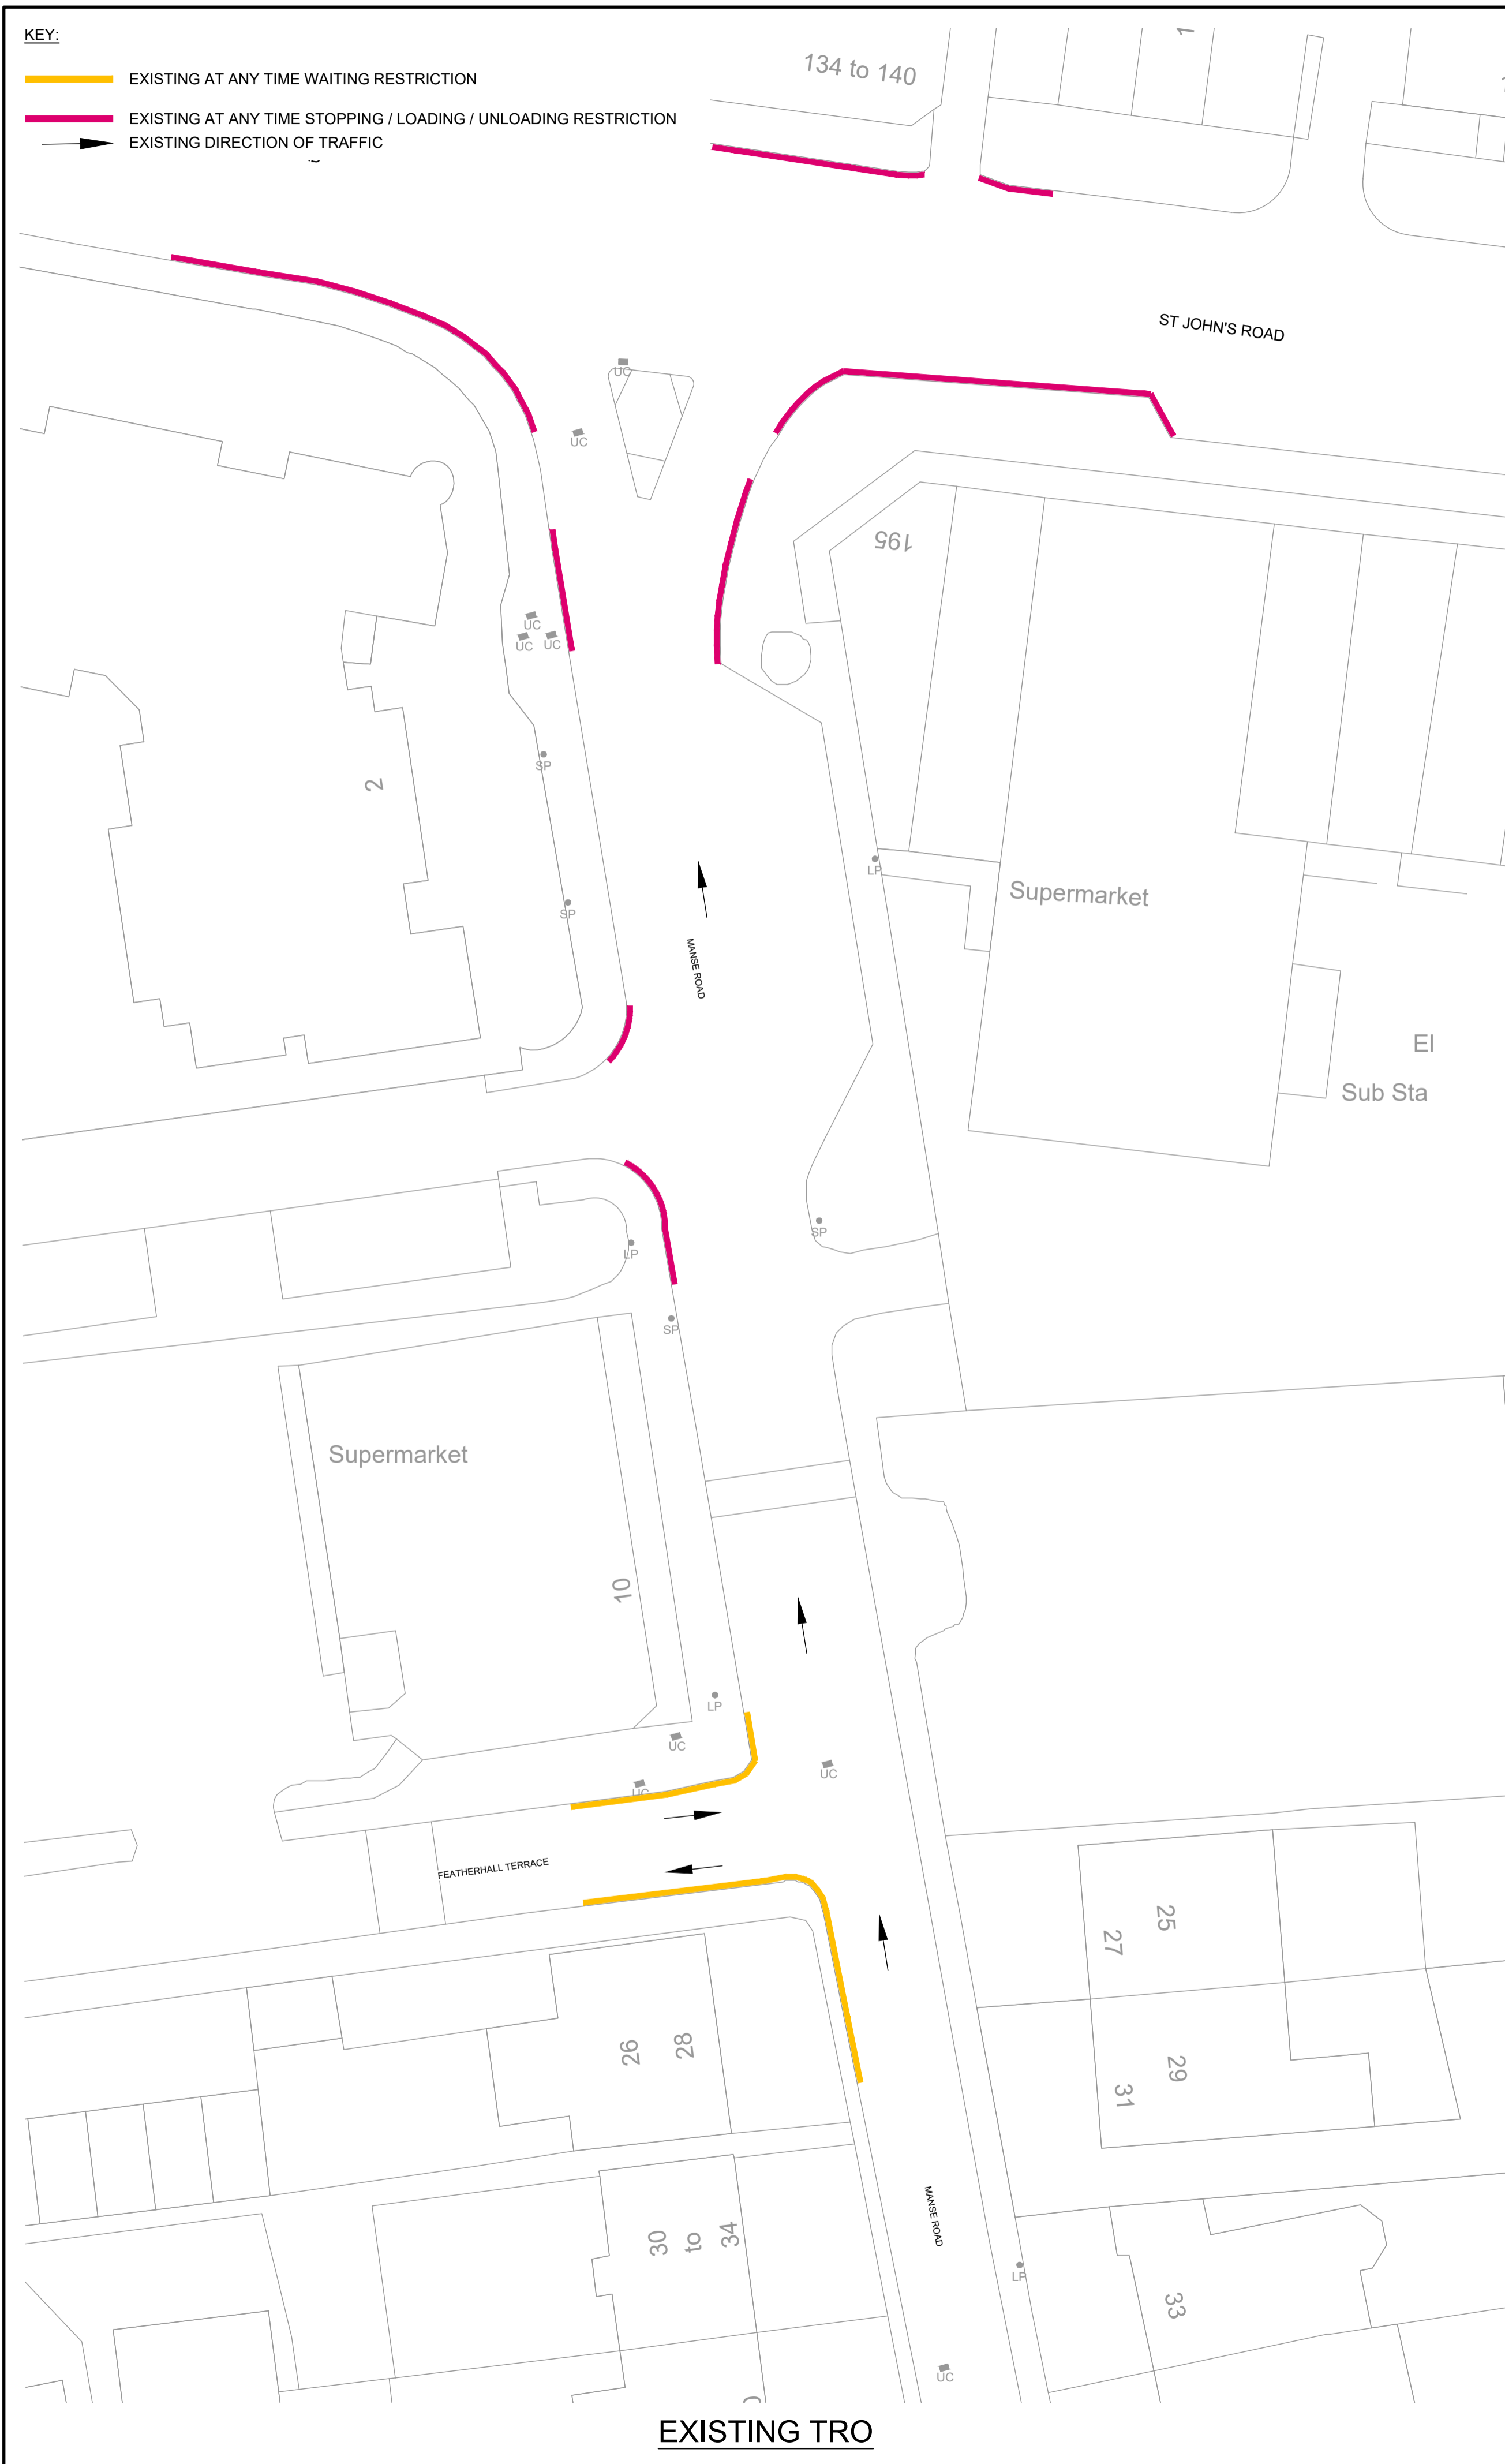 KEY:
EXISTING AT ANY TIME WAITING RESTRICTION
EXISTING AT ANY TIME STOPPING / LOADING / UNLOADING RESTRICTION
EXISTING DIRECTION OF TRAFFIC
134 to 140
1
ST JOHN'S ROAD
UC
UC
195
UC
UC UC
SP
2
LP
Supermarket
SP
MANSE ROAD
El
Sub Sta
SP
LP
SP
Supermarket
10
LP
UC
UC
UC
FEATHERHALL TERRACE
25
27
26
28
29
31
MANSE ROAD
30
to
34
LP
33
UC
EXISTING TRO